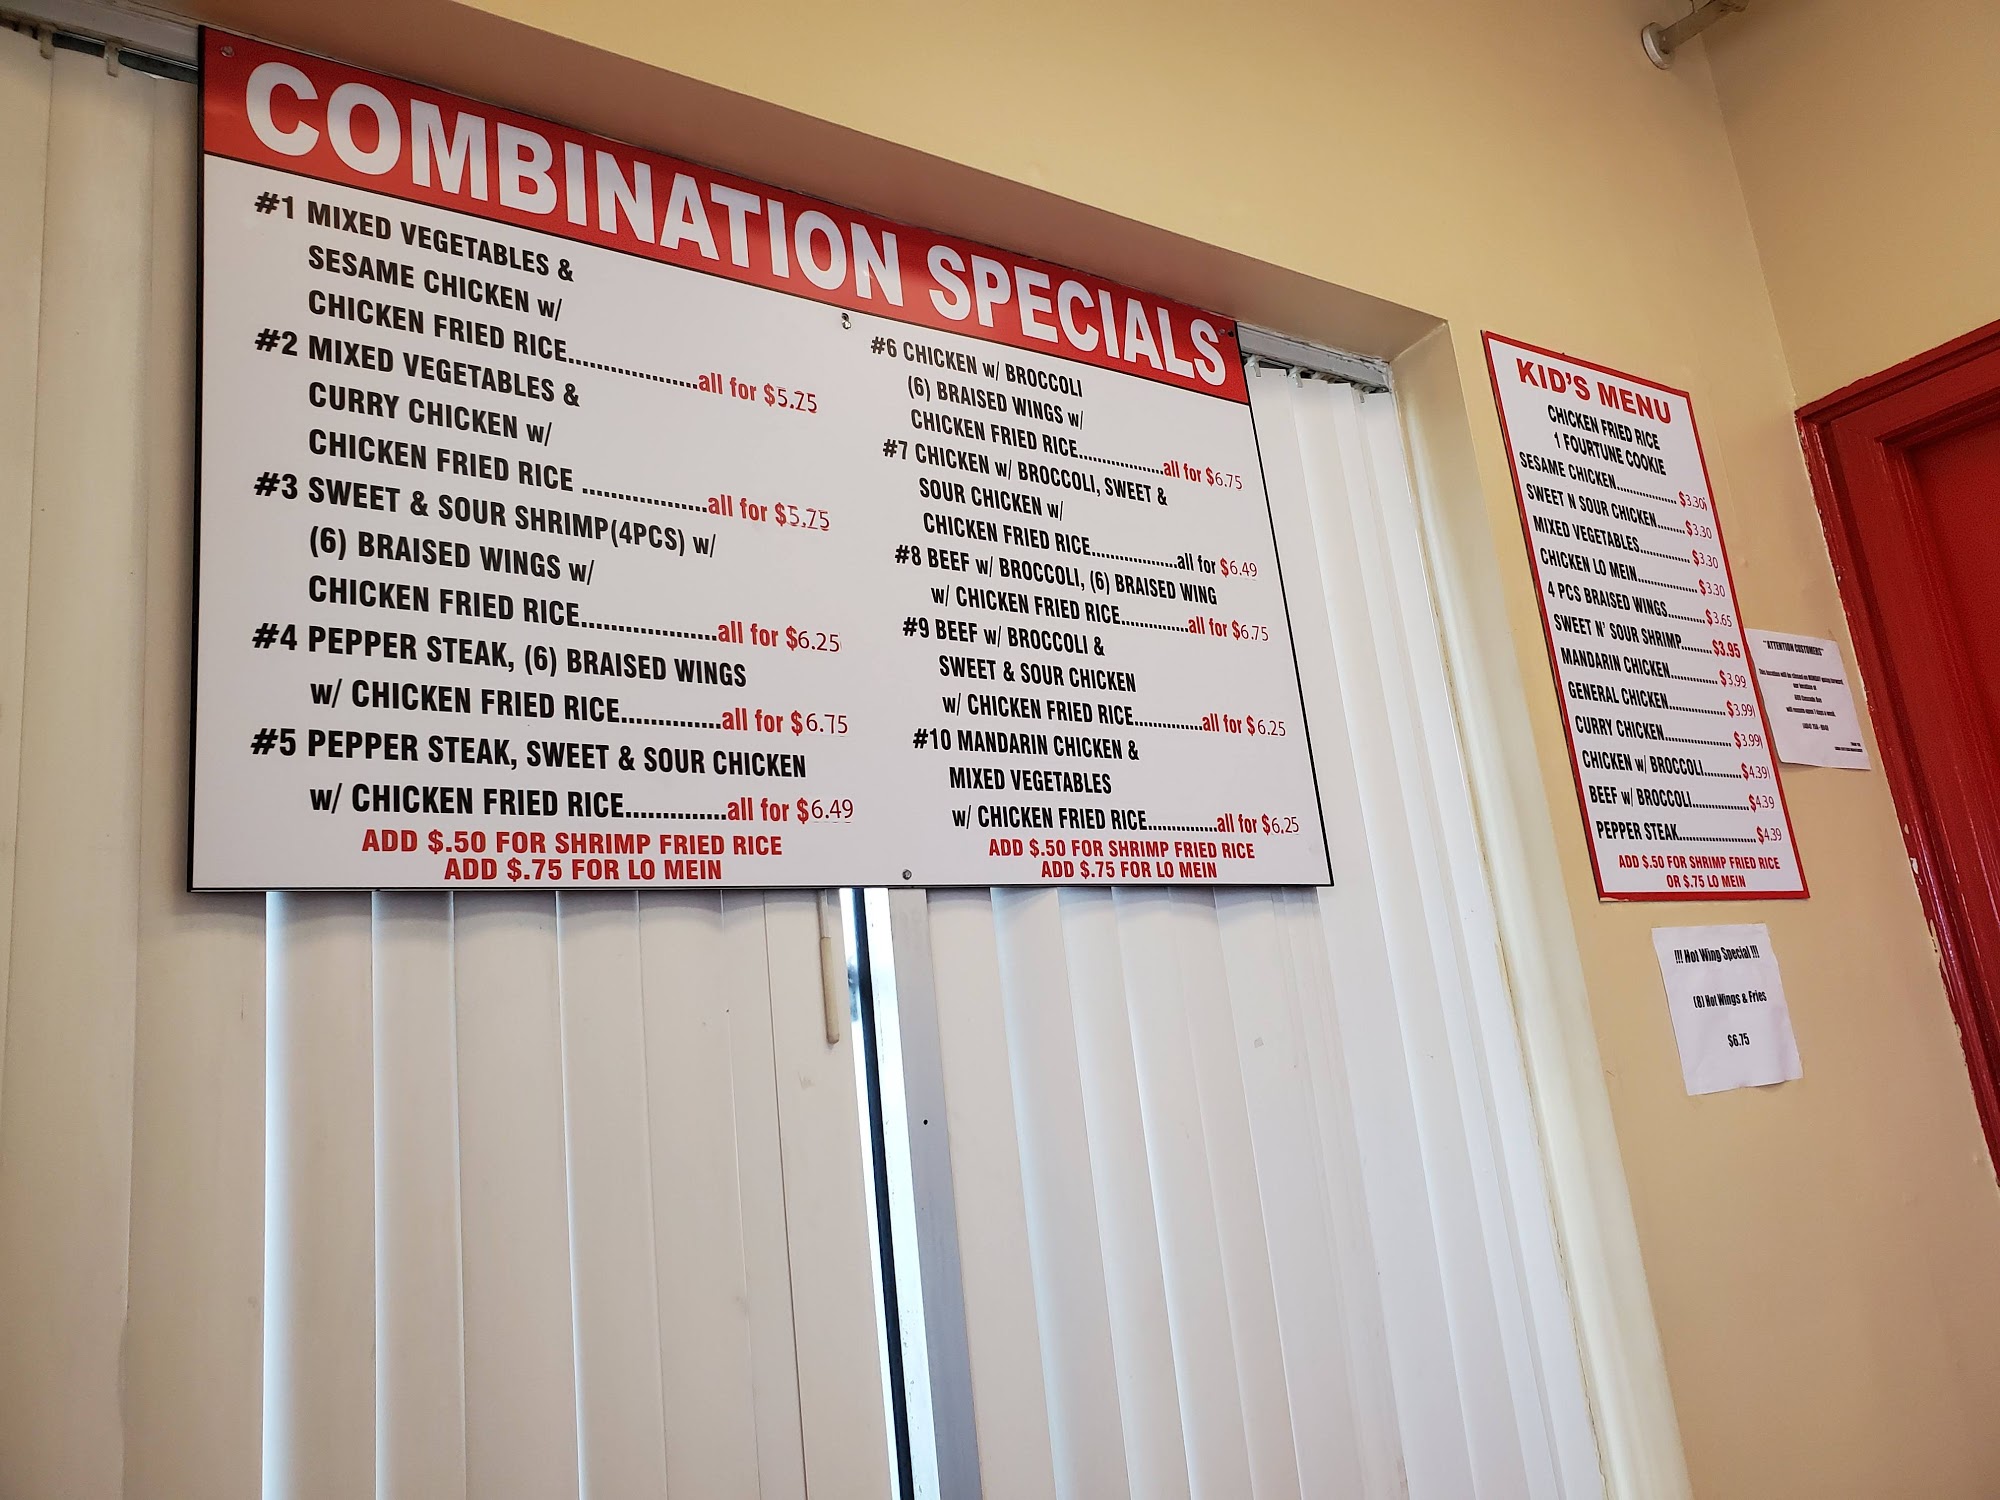 COMBINATION SPECIALS
#1 MIXED VEGETABLES &
SESAME CHICKEN w/
CHICKEN FRIED RICE...................all for $5.75
#2 MIXED VEGETABLES &
CURRY CHICKEN w/
CHICKEN FRIED RICE ..................all for $5.75
#3 SWEET & SOUR SHRIMP(4PCS) w/
(6) BRAISED WINGS w/
CHICKEN FRIED RICE....................all for $6.25
#4 PEPPER STEAK, (6) BRAISED WINGS
w/ CHICKEN FRIED RICE..............all for $6.75
#5 PEPPER STEAK, SWEET & SOUR CHICKEN
w/ CHICKEN FRIED RICE..............all for $6.49
ADD $.50 FOR SHRIMP FRIED RICE
ADD $.75 FOR LO MEIN
#6 CHICKEN w/ BROCCOLI
(6) BRAISED WINGS w/
CHICKEN FRIED RICE..................all for $6.75
#7 CHICKEN w/ BROCCOLI, SWEET &
SOUR CHICKEN w/
CHICKEN FRIED RICE..................all for $6.49
#8 BEEF w/ BROCCOLI, (6) BRAISED WING
w/ CHICKEN FRIED RICE..............all for $6.75
#9 BEEF w/ BROCCOLI &
SWEET & SOUR CHICKEN
w/ CHICKEN FRIED RICE..............all for $6.25
#10 MANDARIN CHICKEN &
MIXED VEGETABLES
w/ CHICKEN FRIED RICE..............all for $6.25
ADD $.50 FOR SHRIMP FRIED RICE
ADD $.75 FOR LO MEIN
KID'S MENU
CHICKEN FRIED RICE
1 FOURTUNE COOKIE
SESAME CHICKEN................$3.30
SWEET N SOUR CHICKEN........$3.30
MIXED VEGETABLES..............$3.30
CHICKEN LO MEIN................$3.30
4 PCS BRAISED WINGS..........$3.65
SWEET N' SOUR SHRIMP.........$3.95
MANDARIN CHICKEN.............$3.99
GENERAL CHICKEN................$3.99
CURRY CHICKEN...................$3.99
CHICKEN w/ BROCCOLI..........$4.39
BEEF w/ BROCCOLI...............$4.39
PEPPER STEAK.....................$4.39
ADD $.50 FOR SHRIMP FRIED RICE
OR $.75 LO MEIN
"ATTENTION CUSTOMERS"
!!! Hot Wing Special !!!
(8) Hot Wings & Fries
$6.75